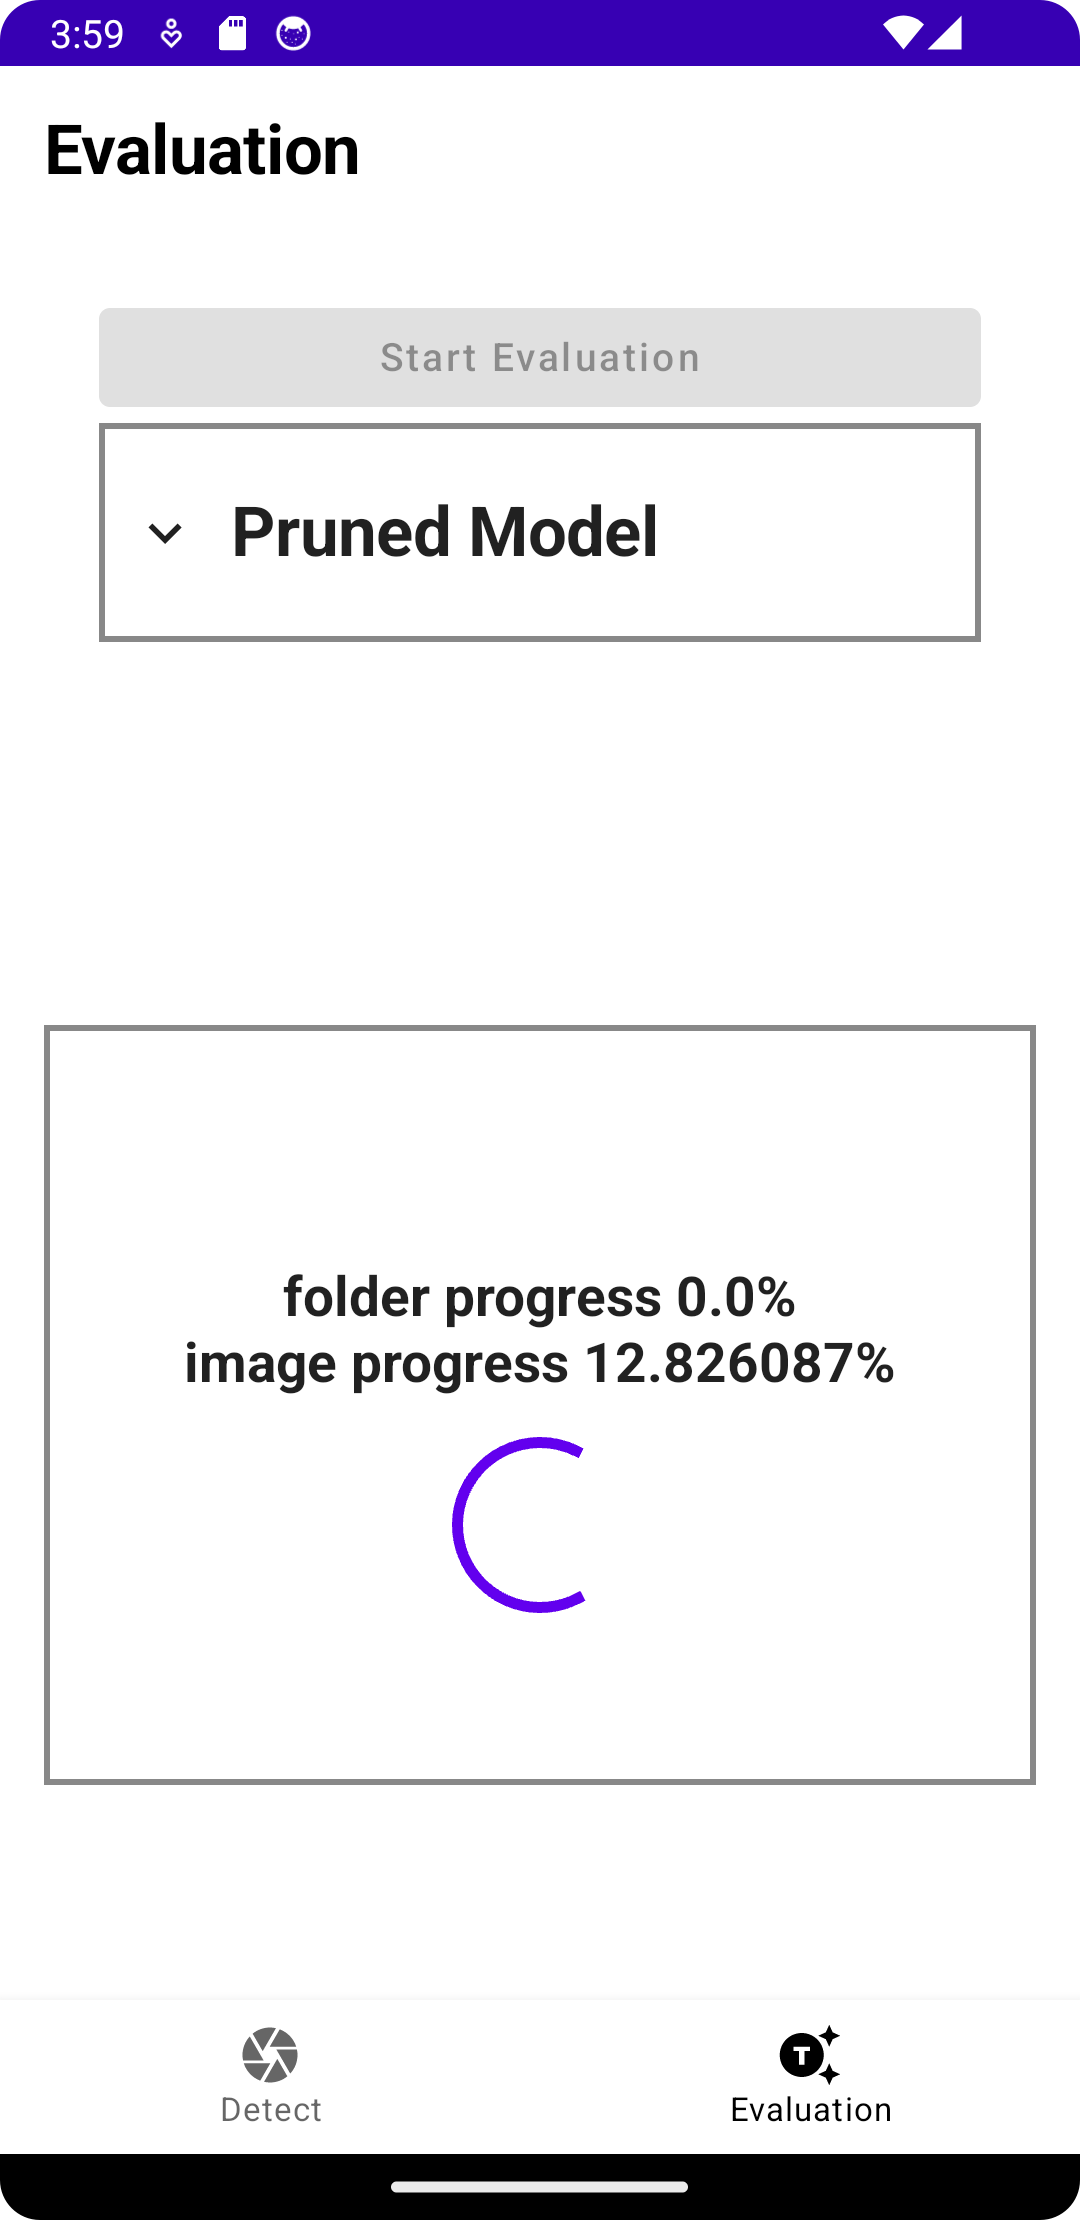 3:59
Evaluation
Start Evaluation
Pruned Model
folder progress 0.0%
image progress 12.826087%
T
Detect
Evaluation